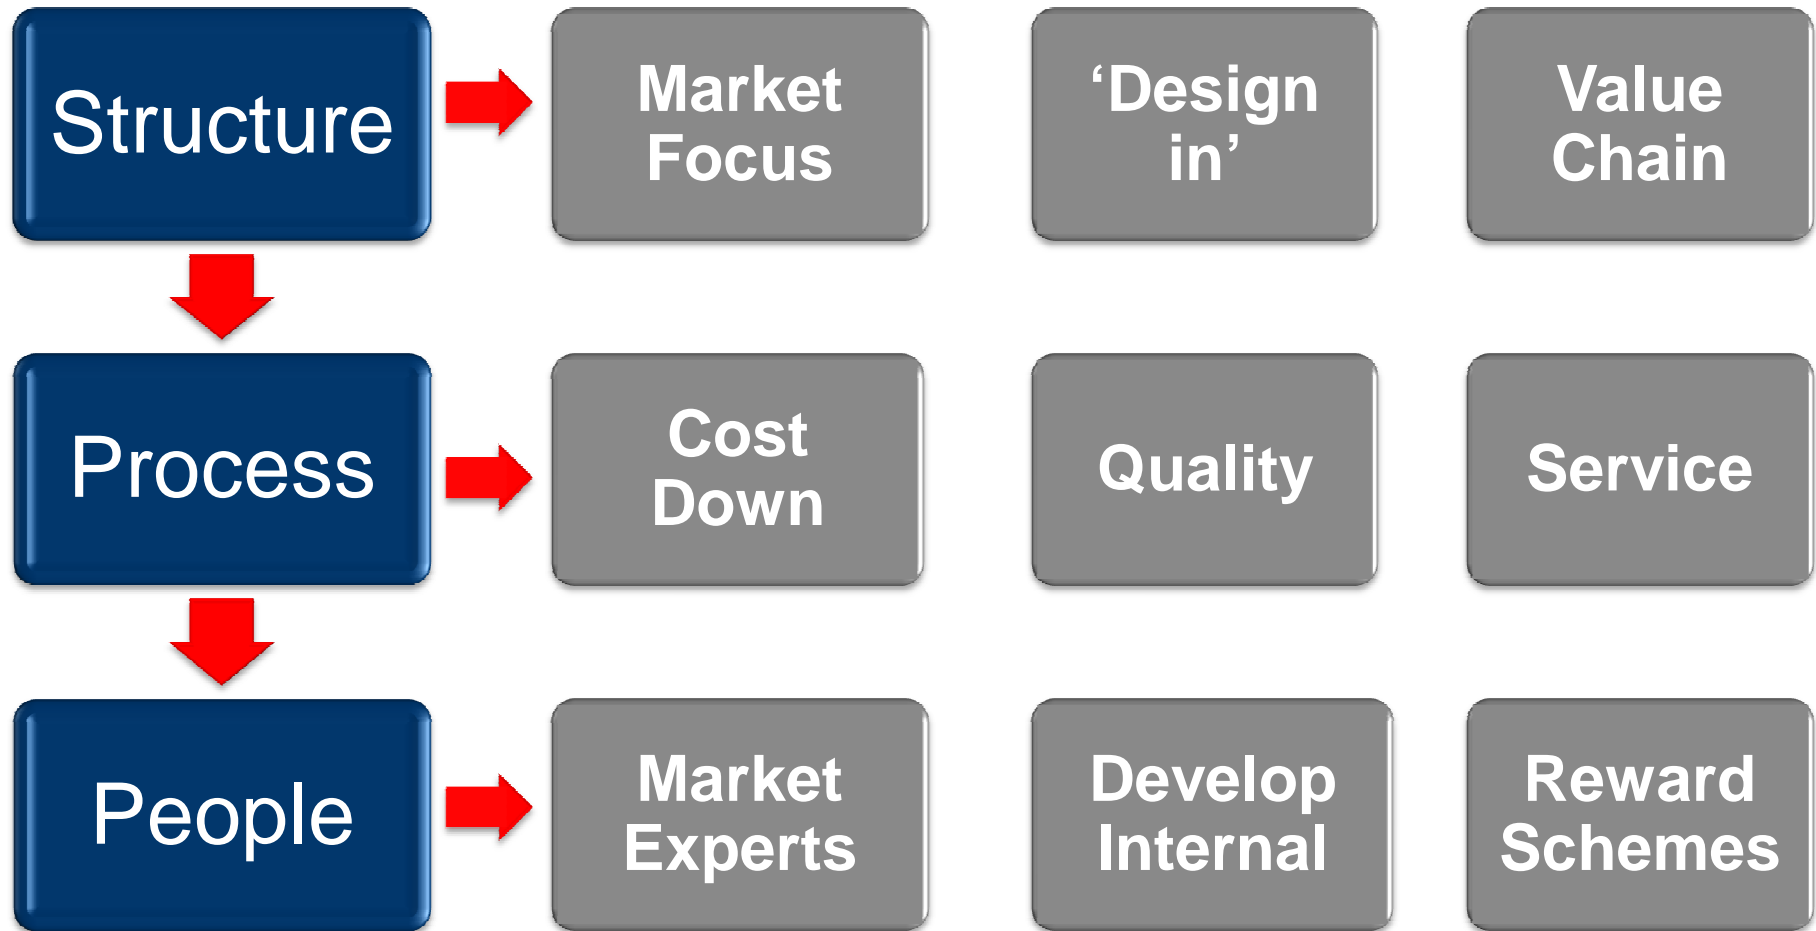 Structure
Market
Focus
‘Design
in’
Value
Chain
Process
Cost
Down
Quality
Service
People
Market
Experts
Develop
Internal
Reward
Schemes